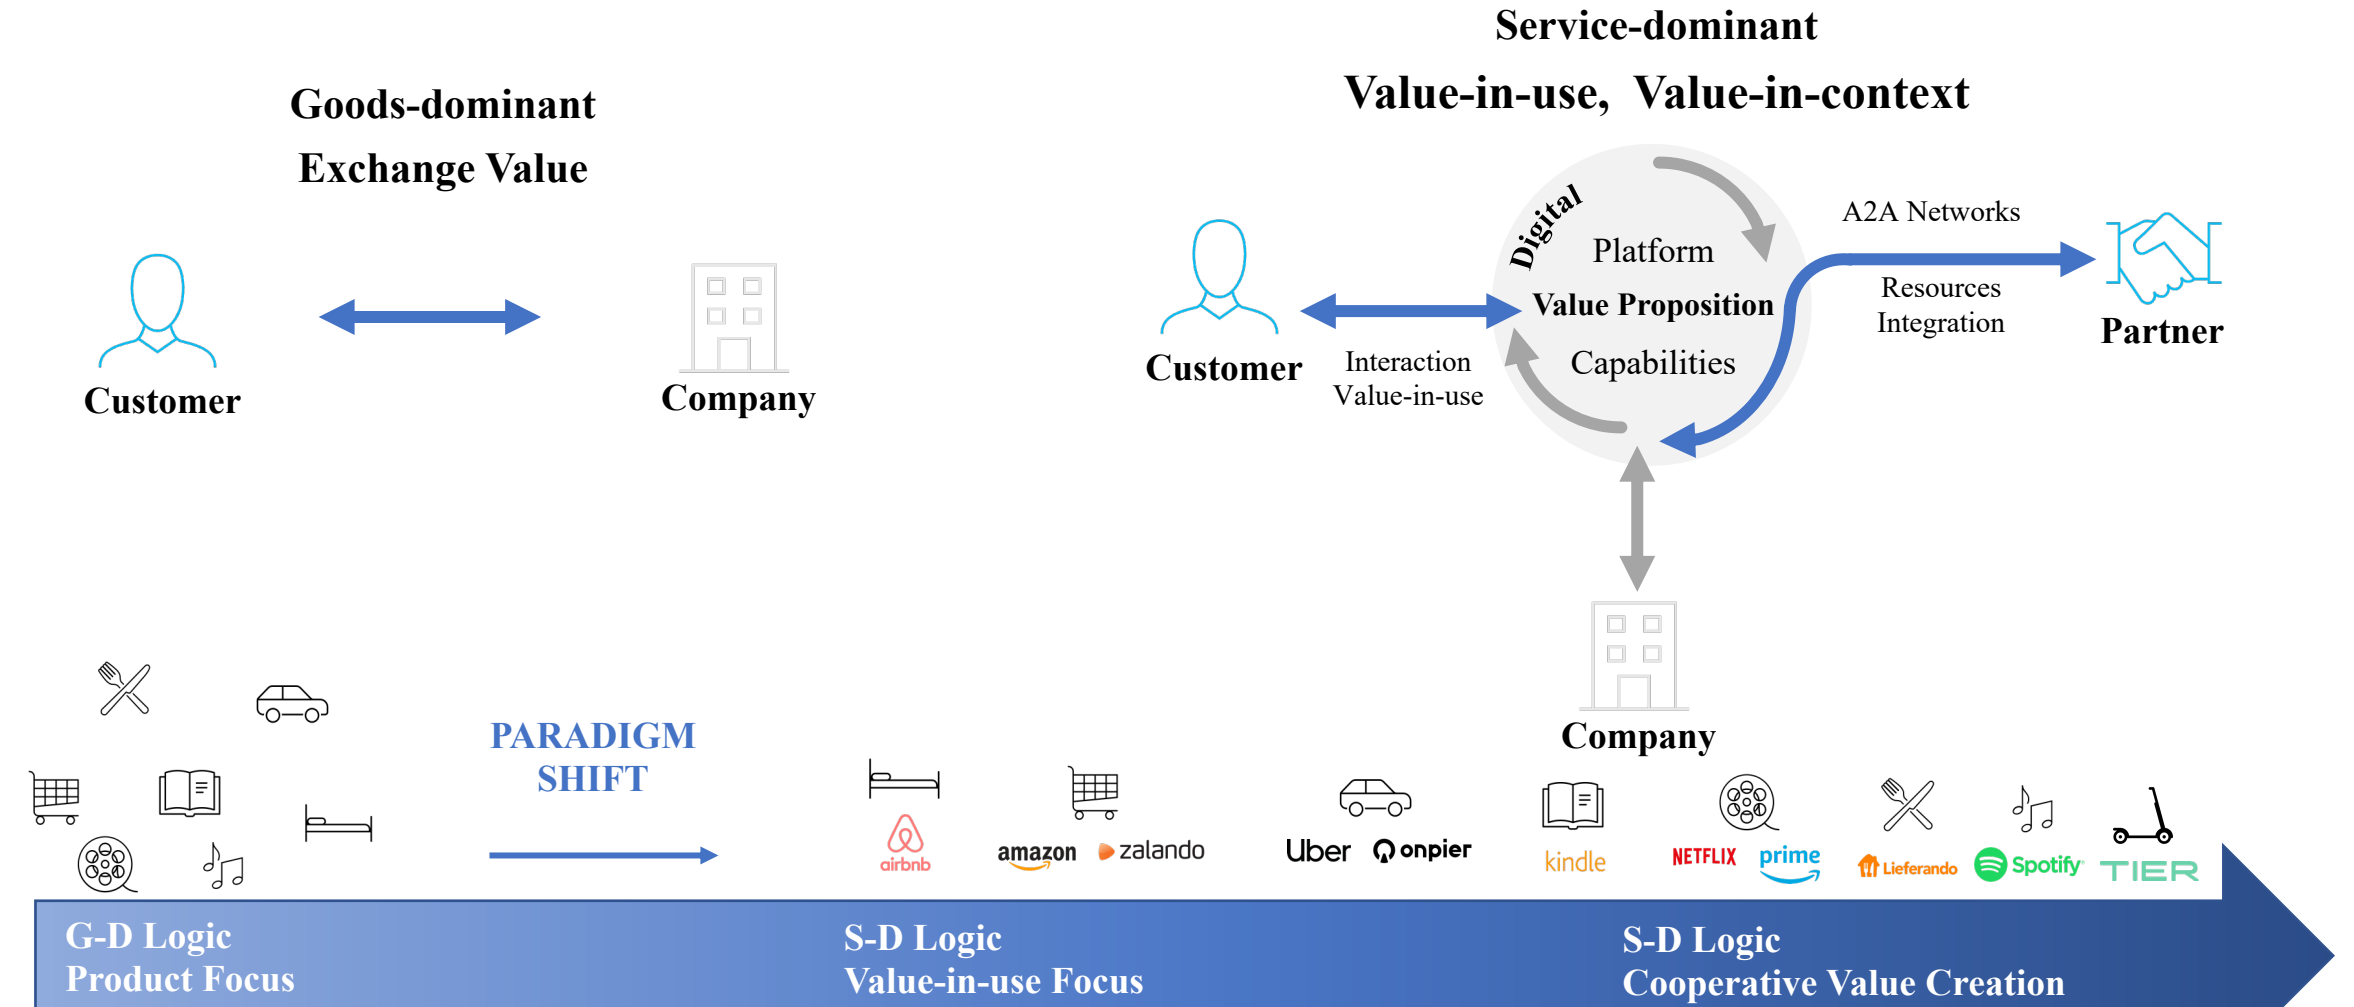 Goods-dominant
Exchange Value
Customer
Company
Service-dominant
Value-in-use, Value-in-context
Digital
Platform
Value Proposition
Capabilities
Customer
Interaction
Value-in-use
A2A Networks
Resources
Integration
Partner
Company
PARADIGM
SHIFT
airbnb
amazon
zalando
Uber
onpier
kindle
NETFLIX
prime
Lieferando
Spotify
TIER
G-D Logic
Product Focus
S-D Logic
Value-in-use Focus
S-D Logic
Cooperative Value Creation